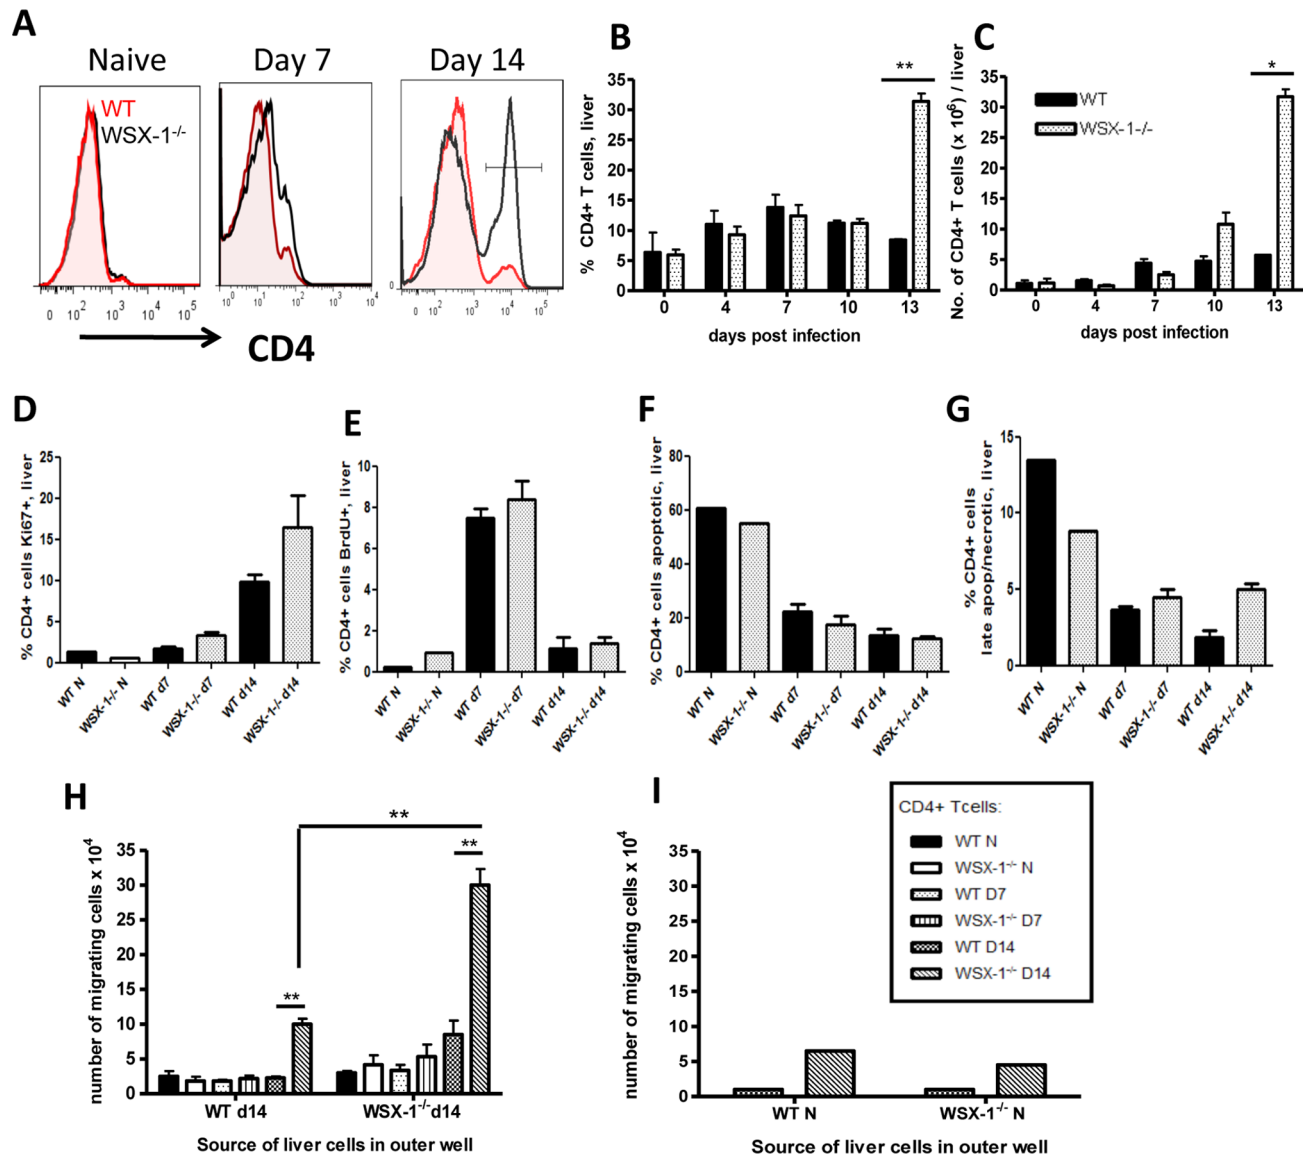 A
Naive
Day 7
Day 14
WT
WSX-1-/-
0 10² 10³ 10⁴ 10⁵
10⁰ 10¹ 10² 10³ 10⁴
0
0 10² 10³ 10⁴ 10⁵
CD4
B
% CD4+ T cells, liver
35
30
25
20
15
10
5
0
**
0 4 7 10 13
days post infection
C
No. of CD4+ T cells (x 10⁶) / liver
35
30
25
20
15
10
5
0
*
WT
WSX-1-/-
0 4 7 10 13
days post infection
D
% CD4+ cells Ki67+, liver
25
20
15
10
5
0
WT N
WSX-1-/- N
WT d7
WSX-1-/- d7
WT d14
WSX-1-/- d14
E
% CD4+ cells BrdU+, liver
10
8
6
4
2
0
WT N
WSX-1-/- N
WT d7
WSX-1-/- d7
WT d14
WSX-1-/- d14
F
% CD4+ cells apoptotic, liver
80
60
40
20
0
WT N
WSX-1-/- N
WT d7
WSX-1-/- d7
WT d14
WSX-1-/- d14
G
% CD4+ cells
late apop/necrotic, liver
15
10
5
0
WT N
WSX-1-/- N
WT d7
WSX-1-/- d7
WT d14
WSX-1-/- d14
H
number of migrating cells x 10⁴
35
30
25
20
15
10
5
0
**
**
**
WT d14
WSX-1-/-d14
Source of liver cells in outer well
I
number of migrating cells x 10⁴
35
30
25
20
15
10
5
0
CD4+ Tcells:
WT N
WSX-1-/- N
WT D7
WSX-1-/- D7
WT D14
WSX-1-/- D14
WT N
WSX-1-/- N
Source of liver cells in outer well